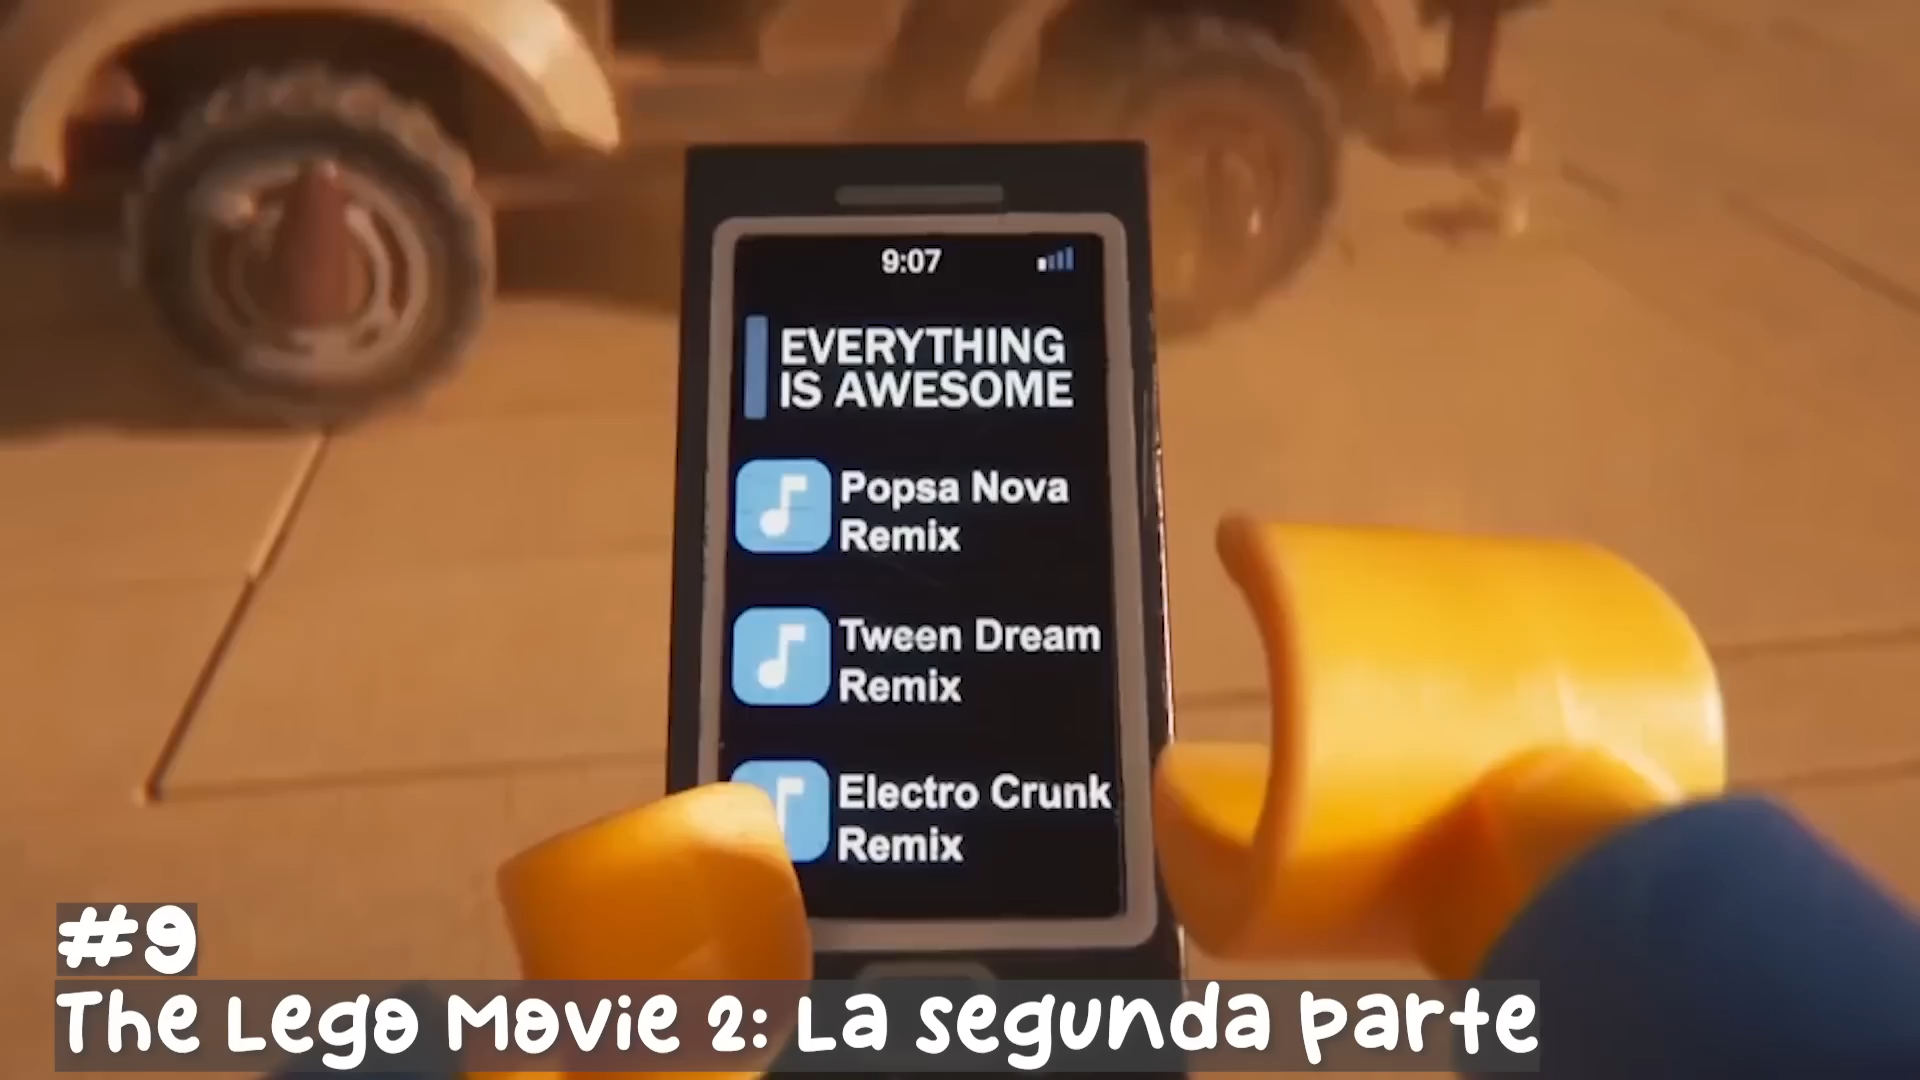 9:07
EVERYTHING
IS AWESOME
Popsa Nova
Remix
Tween Dream
Remix
Electro Crunk
Remix
#9
The Lego Movie 2: La segunda parte